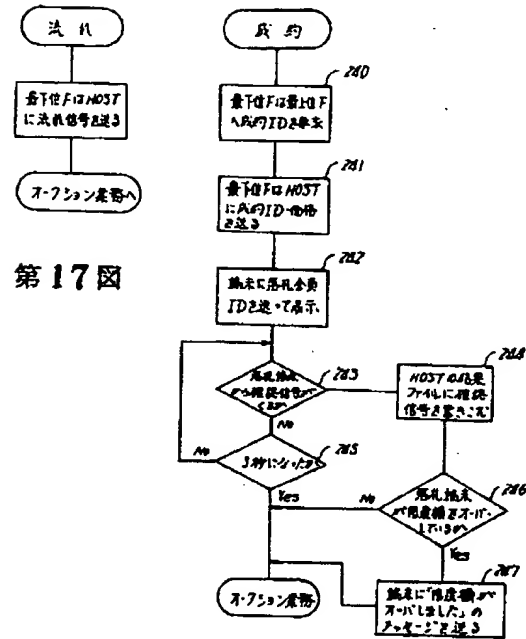 流れ
最下位FはHOST
に流れ信号を送る
オークション業務へ
第17図
成約
280
最下位Fは最上位F
へ成約IDを
281
最下位FはHOST
に成約ID・価格
を送る
282
端末に落札会員
IDを送って表示
283
落札端末
から確認信号が
くるか
No
284
HOSTの結果
ファイルに確認
信号を書きこむ
285
3秒になったか
No
Yes
286
落札端末
が限度額をオーバー
しているか
No
Yes
287
端末に「限度額が
オーバしました」の
メッセージを送る
オークション業務